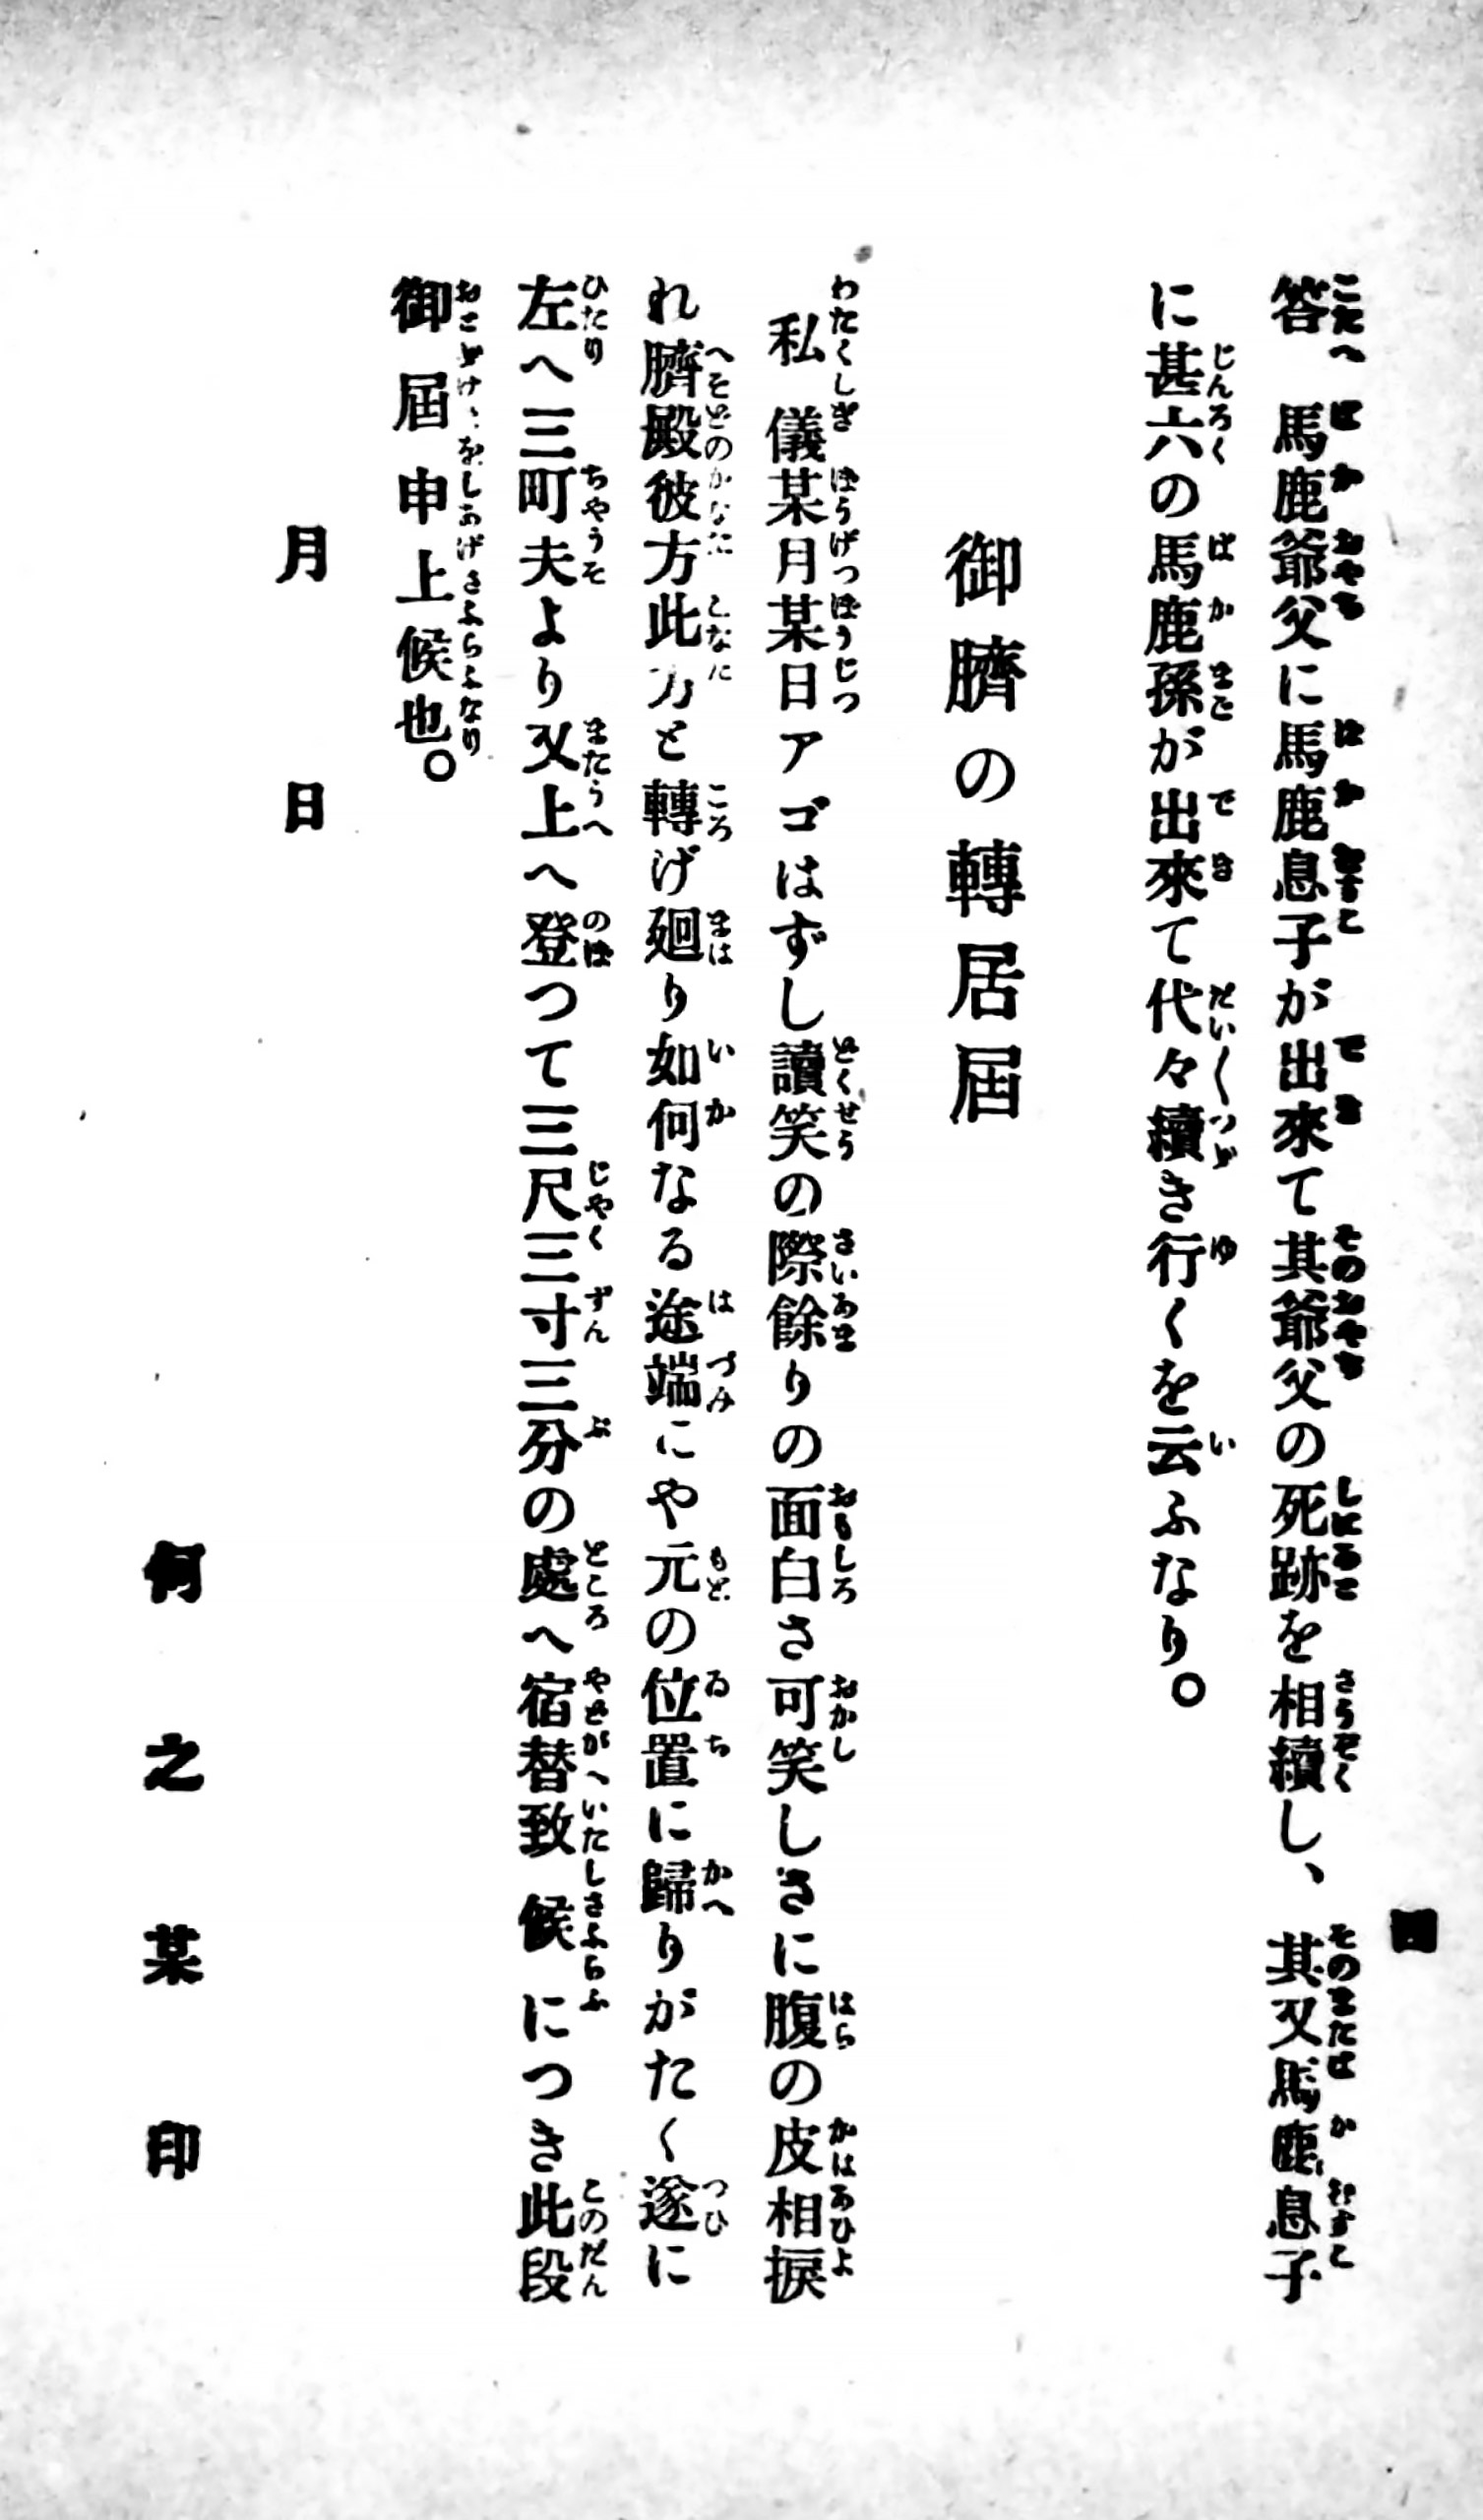 四
答、馬鹿爺父に馬鹿息子が出來て其爺父の死跡を相續し、其又馬鹿息子
に甚六の馬鹿孫が出來て代々續き行くを云ふなり。
御臍の轉居屆
私儀某月某日アゴはずし讀笑の際餘りの面白さ可笑しさに腹の皮相捩
れ臍殿彼方此方と轉げ廻り如何なる途端にや元の位置に歸りがたく遂に
左へ三町夫より又上へ登つて三尺三寸三分の處へ宿替致候につき此段
御屆申上候也。
月日
何之某印